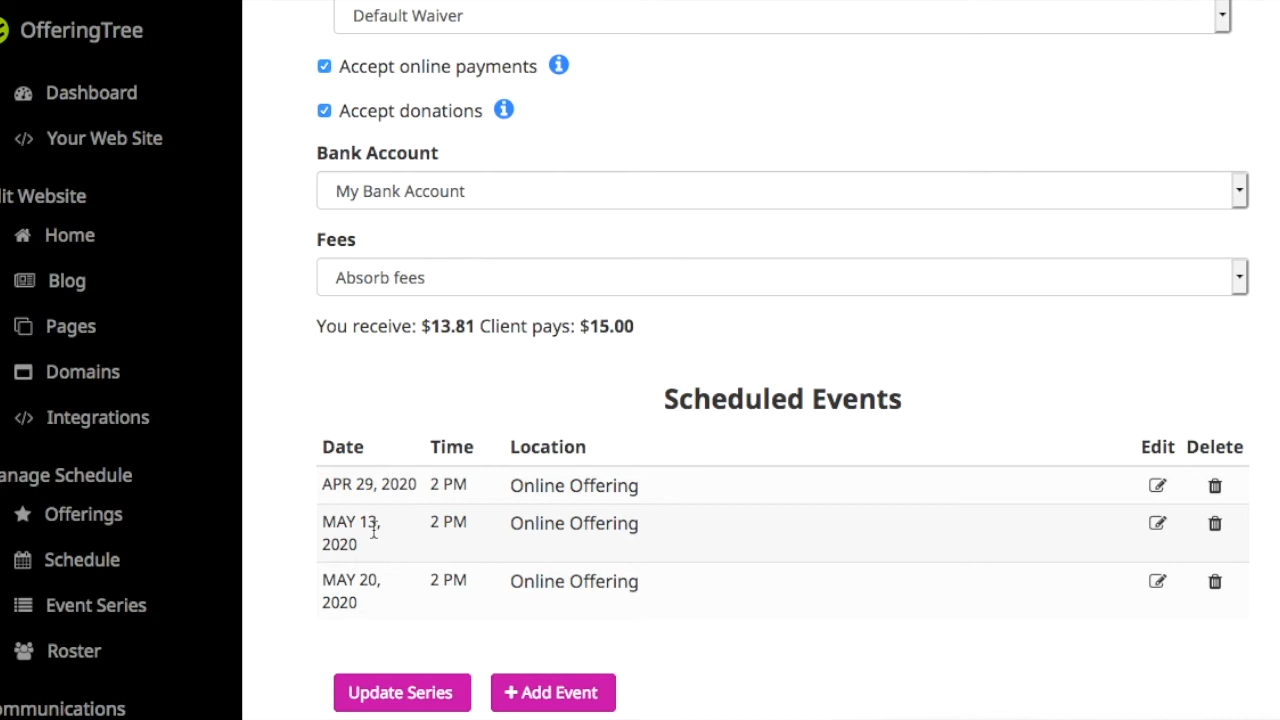 OfferingTree
Dashboard
Your Web Site
it Website
Home
Blog
Pages
Domains
Integrations
anage Schedule
Offerings
Schedule
Event Series
Roster
mmunications
Default Waiver
Accept online payments
Accept donations
Bank Account
My Bank Account
Fees
Absorb fees
You receive: $13.81 Client pays: $15.00
Scheduled Events
Date Time Location Edit Delete
APR 29, 2020 2 PM Online Offering
MAY 13, 2 PM Online Offering
2020
MAY 20, 2 PM Online Offering
2020
Update Series + Add Event